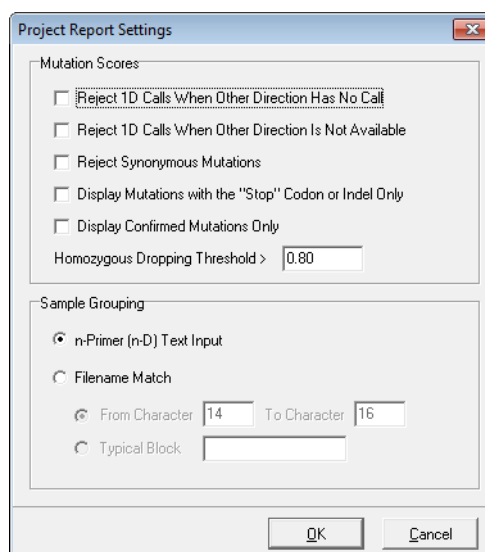 Project Report Settings
Mutation Scores
Reject 1D Calls When Other Direction Has No Call
Reject 1D Calls When Other Direction Is Not Available
Reject Synonymous Mutations
Display Mutations with the "Stop" Codon or Indel Only
Display Confirmed Mutations Only
Homozygous Dropping Threshold > 0.80
Sample Grouping
n-Primer (n-D) Text Input
Filename Match
From Character 14 To Character 16
Typical Block
OK Cancel